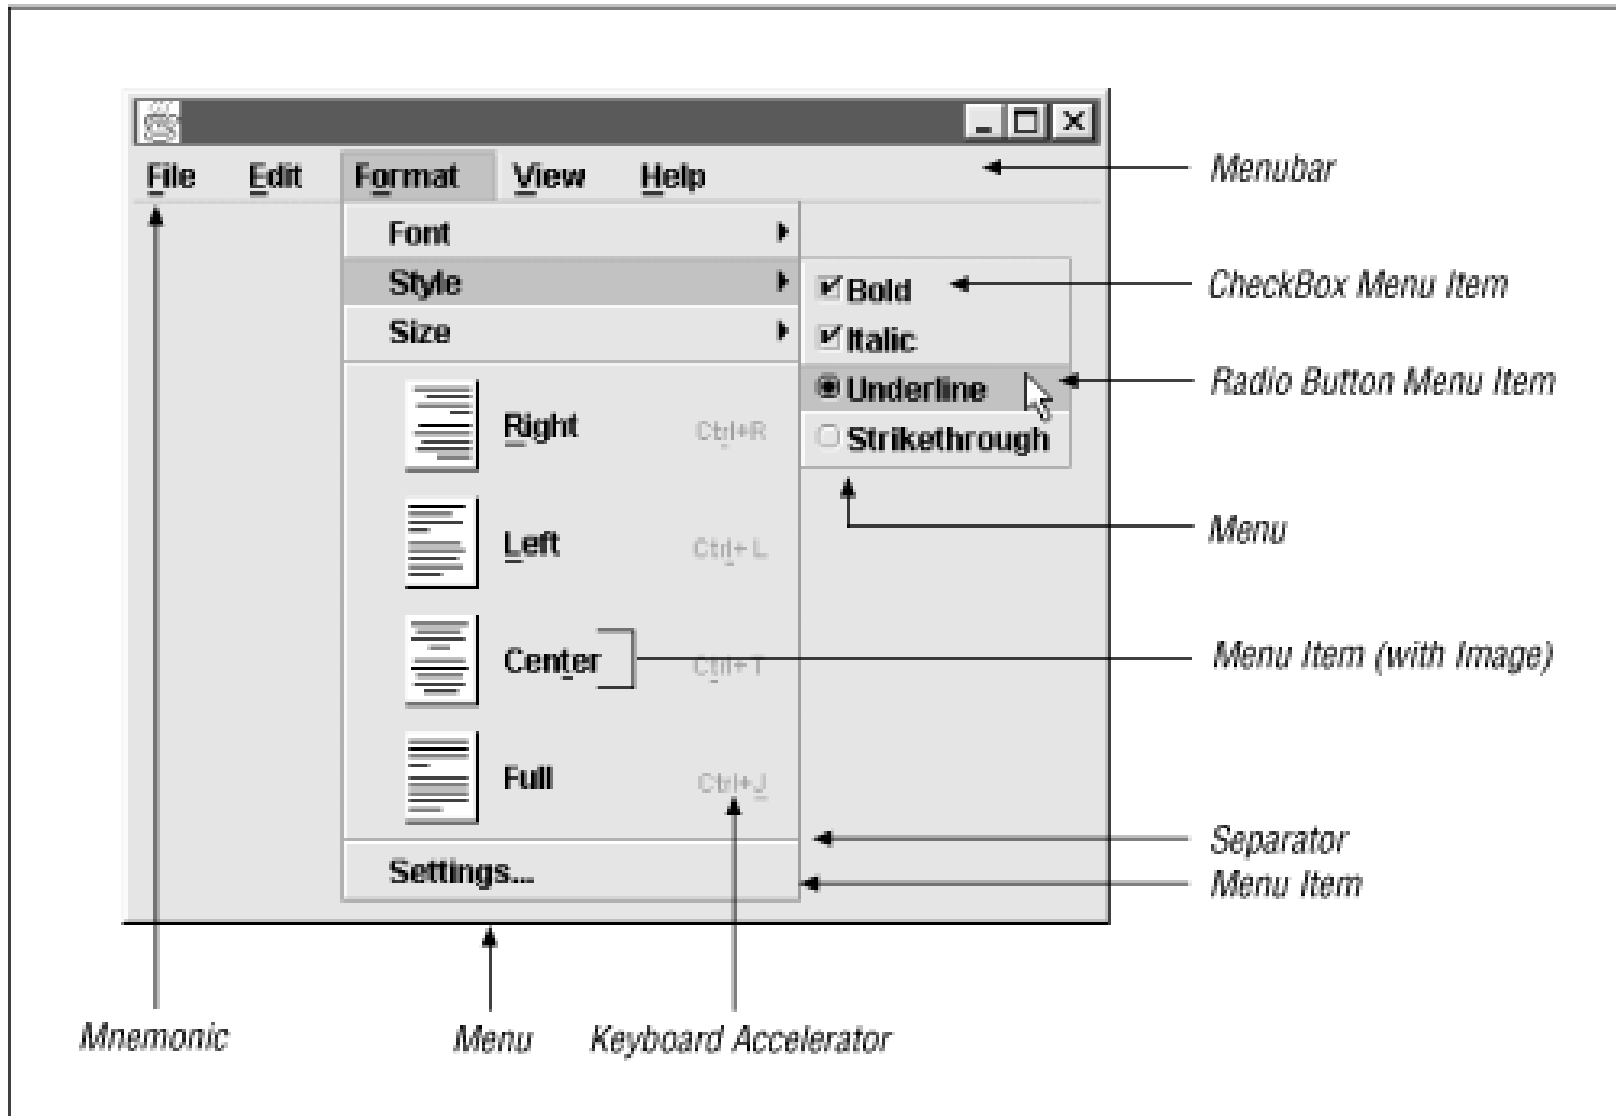 File Edit Format View Help
Menubar
Font
Style
Size
Bold
CheckBox Menu Item
Italic
Underline
Radio Button Menu Item
Strikethrough
Right Ctrl+R
Left Ctrl+ L
Menu
Center Ctrl+T
Menu Item (with Image)
Full Ctrl+J
Separator
Settings...
Menu Item
Mnemonic
Menu
Keyboard Accelerator